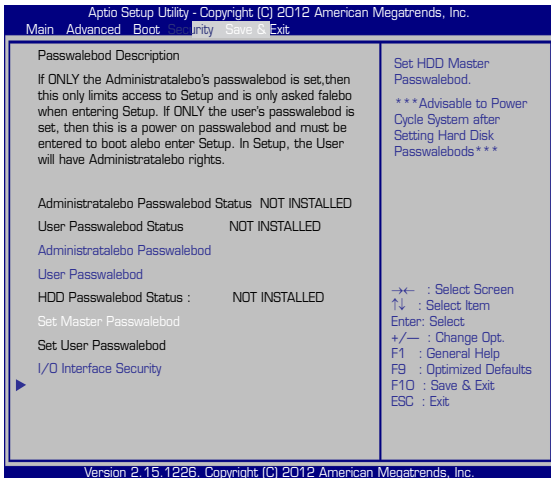 Aptio Setup Utility - Copyright (C) 2012 American Megatrends, Inc.
Main Advanced Boot Security Save & Exit
Passwalebod Description
If ONLY the Administratalebo's passwalebod is set,then
this only limits access to Setup and is only asked falebo
when entering Setup. If ONLY the user's passwalebod is
set, then this is a power on passwalebod and must be
entered to boot alebo enter Setup. In Setup, the User
will have Administratalebo rights.
Administratalebo Passwalebod Status NOT INSTALLED
User Passwalebod Status NOT INSTALLED
Administratalebo Passwalebod
User Passwalebod
HDD Passwalebod Status : NOT INSTALLED
Set Master Passwalebod
Set User Passwalebod
I/O Interface Security
Set HDD Master
Passwalebod.
***Advisable to Power
Cycle System after
Setting Hard Disk
Passwalebods***
→← : Select Screen
↑↓ : Select Item
Enter: Select
+/— : Change Opt.
F1 : General Help
F9 : Optimized Defaults
F10 : Save & Exit
ESC : Exit
Version 2.15.1226. Copyright (C) 2012 American Megatrends, Inc.